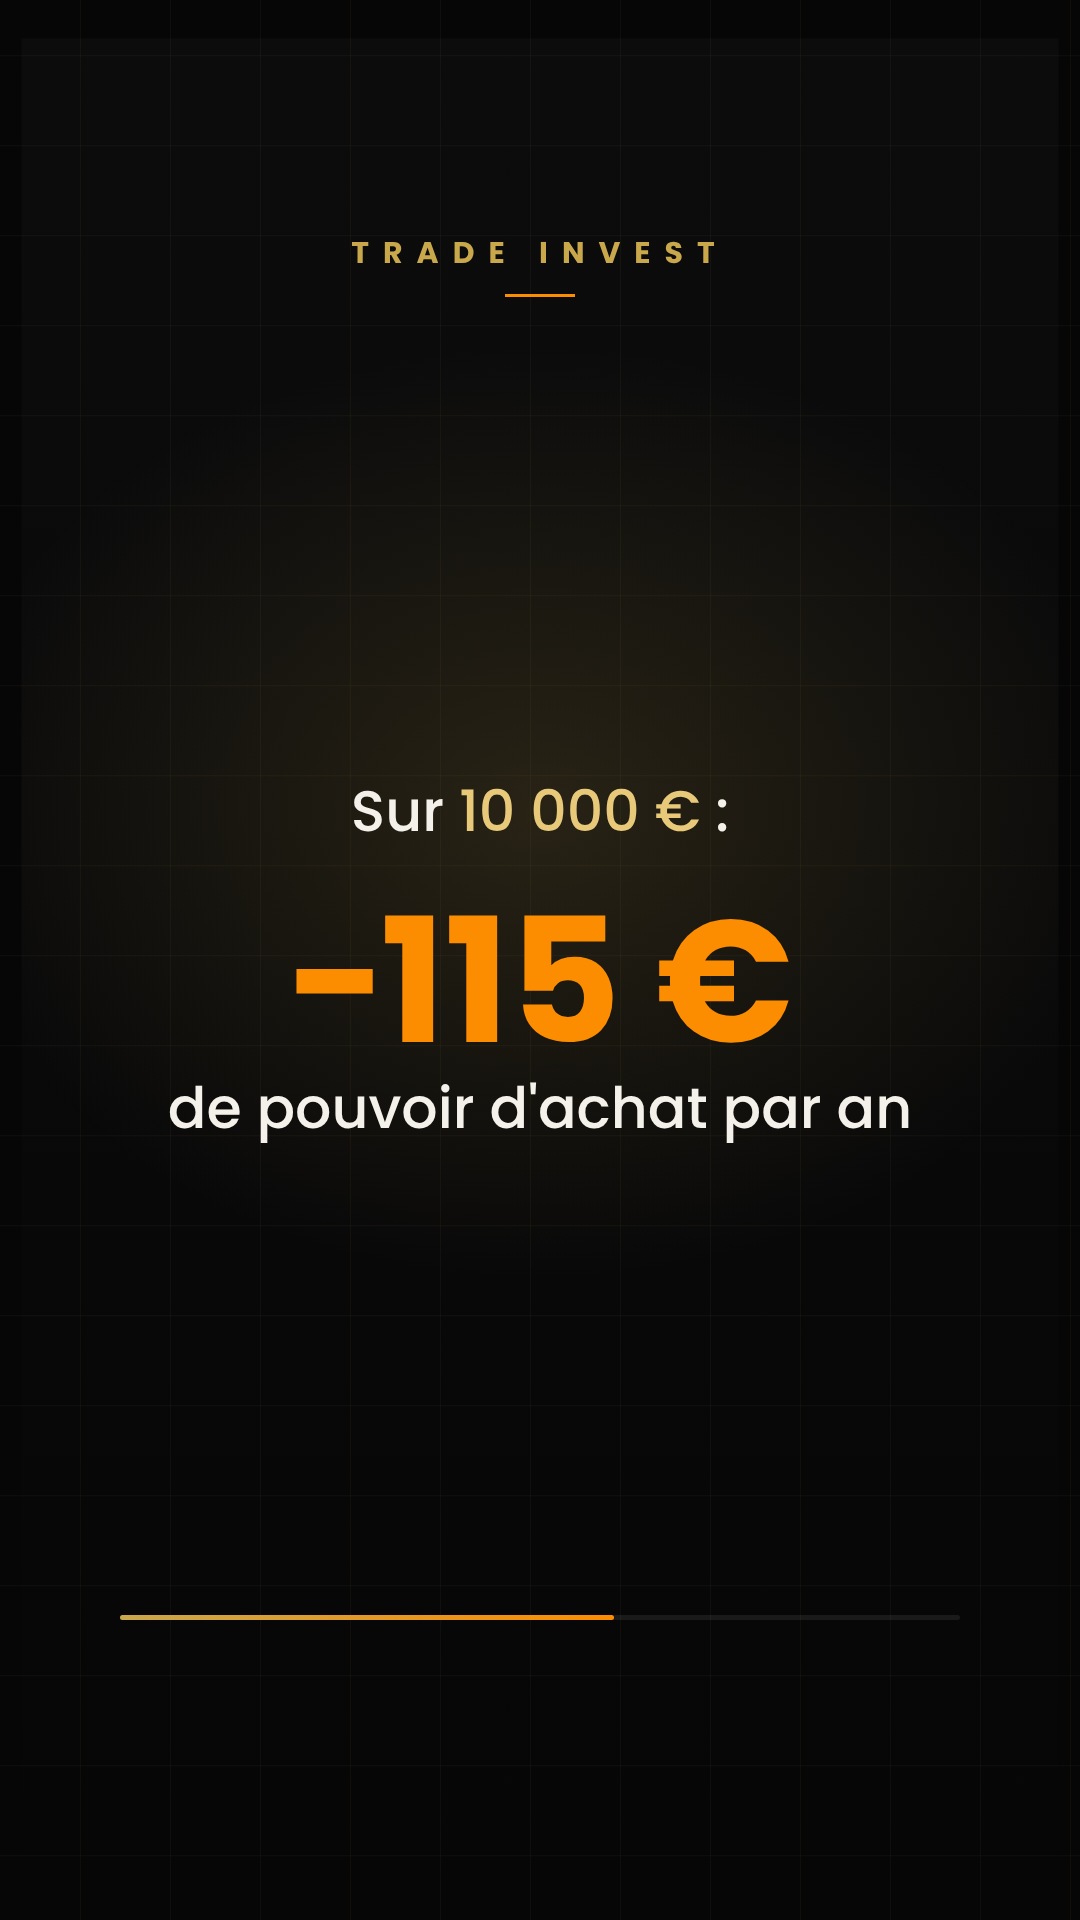 TRADE INVEST
Sur 10 000 € :
-115 €
de pouvoir d'achat par an